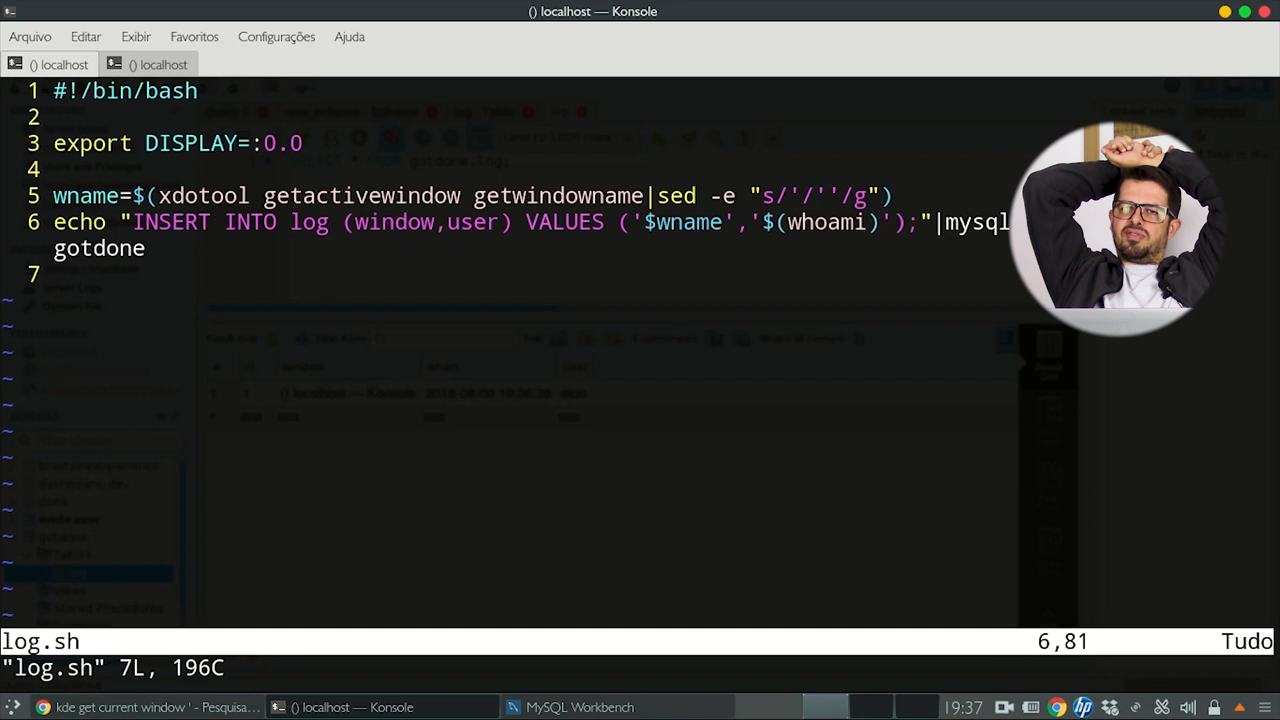 () localhost — Konsole
Arquivo Editar Exibir Favoritos Configurações Ajuda
() localhost () localhost
1 #!/bin/bash
2
3 export DISPLAY=:0.0
4
5 wname=$(xdotool getactivewindow getwindowname|sed -e "s/'/''/g")
6 echo "INSERT INTO log (window,user) VALUES ('$wname','$(whoami)');"|mysql
gotdone
7
~
~
~
~
~
~
~
~
~
~
~
~
~
log.sh 6,81 Tudo
"log.sh" 7L, 196C
kde get current window ' - Pesquisa... () localhost — Konsole MySQL Workbench 19:37